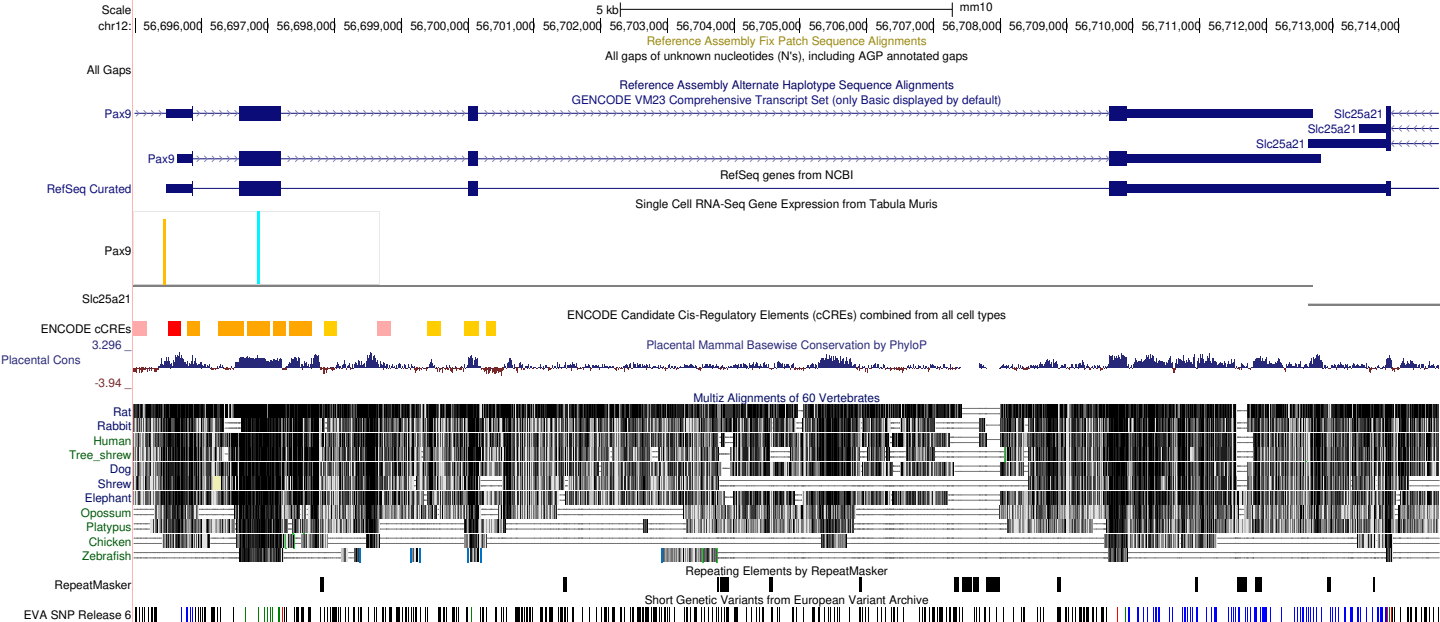 Scale 5 kb mm10
chr12: 56,696,000 56,697,000 56,698,000 56,699,000 56,700,000 56,701,000 56,702,000 56,703,000 56,704,000 56,705,000 56,706,000 56,707,000 56,708,000 56,709,000 56,710,000 56,711,000 56,712,000 56,713,000 56,714,000
Reference Assembly Fix Patch Sequence Alignments
All gaps of unknown nucleotides (N's), including AGP annotated gaps
All Gaps
Reference Assembly Alternate Haplotype Sequence Alignments
GENCODE VM23 Comprehensive Transcript Set (only Basic displayed by default)
Pax9 Slc25a21
Slc25a21
Slc25a21
Pax9
RefSeq genes from NCBI
RefSeq Curated
Single Cell RNA-Seq Gene Expression from Tabula Muris
Pax9
Slc25a21
ENCODE Candidate Cis-Regulatory Elements (cCREs) combined from all cell types
ENCODE cCREs
Placental Mammal Basewise Conservation by PhyloP
3.296 _
Placental Cons
-3.94 _
Multiz Alignments of 60 Vertebrates
Rat
Rabbit
Human
Tree_shrew
Dog
Shrew
Elephant
Opossum
Platypus
Chicken
Zebrafish
Repeating Elements by RepeatMasker
RepeatMasker
Short Genetic Variants from European Variant Archive
EVA SNP Release 6